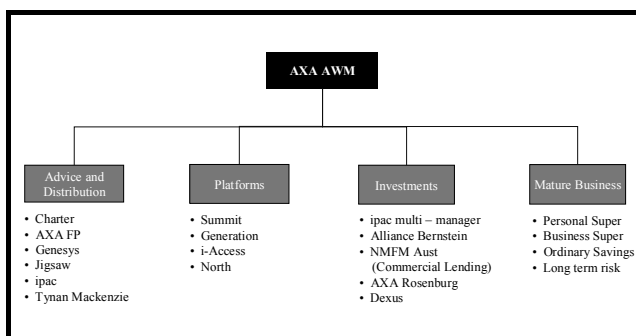 AXA AWM
Advice and
Distribution
• Charter
• AXA FP
• Genesys
• Jigsaw
• ipac
• Tynan Mackenzie
Platforms
• Summit
• Generation
• i-Access
• North
Investments
• ipac multi – manager
• Alliance Bernstein
• NMFM Aust
(Commercial Lending)
• AXA Rosenburg
• Dexus
Mature Business
• Personal Super
• Business Super
• Ordinary Savings
• Long term risk